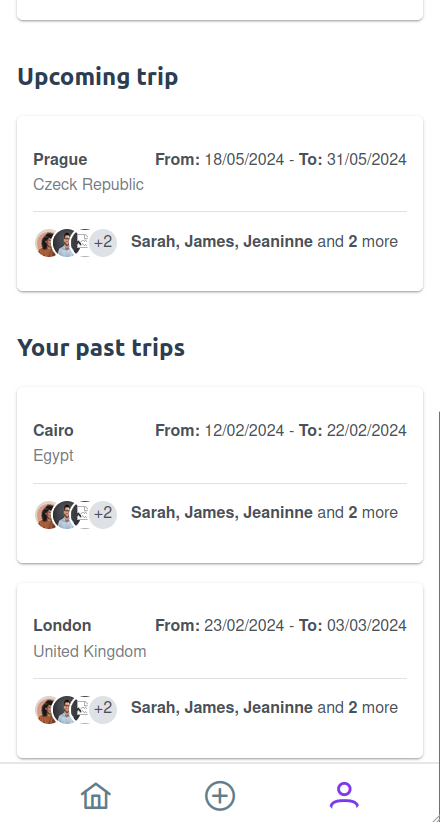 Upcoming trip
Prague From: 18/05/2024 - To: 31/05/2024
Czeck Republic
+2 Sarah, James, Jeaninne and 2 more
Your past trips
Cairo From: 12/02/2024 - To: 22/02/2024
Egypt
+2 Sarah, James, Jeaninne and 2 more
London From: 23/02/2024 - To: 03/03/2024
United Kingdom
+2 Sarah, James, Jeaninne and 2 more